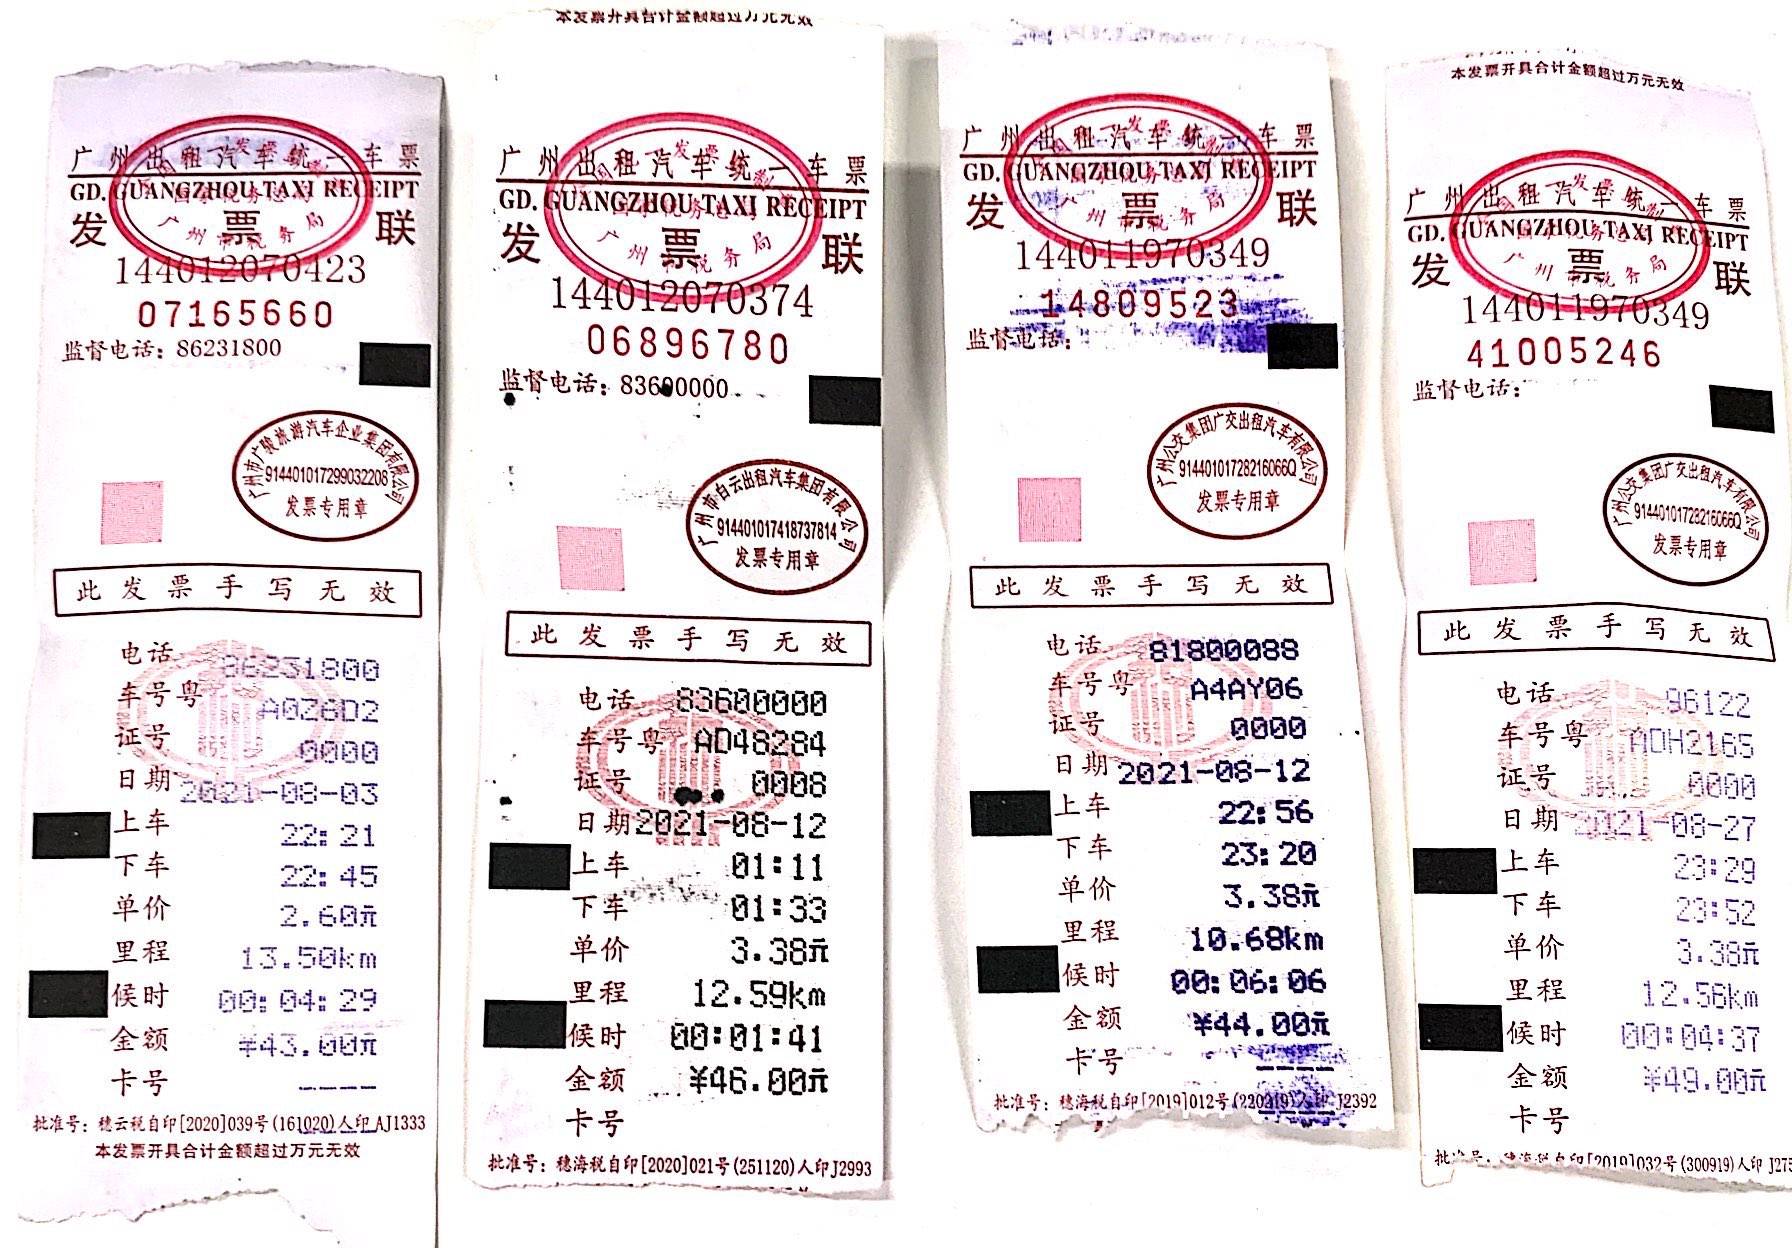 广州出租汽车统一车票
GD. GUANGZHOU TAXI RECEIPT
发票联
144012070423
07165660
监督电话：86231800
广州市广骏旅游汽车企业集团有限公司
914401017299032208
发票专用章
此发票手写无效
电话 86231800
车号粤 A0Z6D2
证号 0000
日期 2021-08-03
上车 22:21
下车 22:45
单价 2.60元
里程 13.50km
候时 00:04:29
金额 ¥43.00元
卡号 ----
批准号：穗云税自印[2020]039号(161020)人印 AJ1333
本发票开具合计金额超过万元无效
本发票开具合计金额超过万元无效
广州出租汽车统一车票
GD. GUANGZHOU TAXI RECEIPT
发票联
144012070374
06896780
监督电话：83600000
广州市白云出租汽车集团有限公司
914401017418737814
发票专用章
此发票手写无效
电话 83600000
车号粤 AD48284
证号 0008
日期 2021-08-12
上车 01:11
下车 01:33
单价 3.38元
里程 12.59km
候时 00:01:41
金额 ¥46.00元
卡号
批准号：穗海税自印[2020]021号(251120)人印J2993
广州出租汽车统一车票
GD. GUANGZHOU TAXI RECEIPT
发票联
144011970349
14809523
监督电话：
广州公交集团广交出租汽车有限公司
91440101728216066Q
发票专用章
此发票手写无效
电话 81800088
车号粤 A4AY06
证号 0000
日期 2021-08-12
上车 22:56
下车 23:20
单价 3.38元
里程 10.68km
候时 00:06:06
金额 ¥44.00元
卡号 ----
批准号：穗海税自印[2019]012号(220219)人印 J2392
本发票开具合计金额超过万元无效
广州出租汽车统一车票
GD. GUANGZHOU TAXI RECEIPT
发票联
144011970349
41005246
监督电话：
广州公交集团广交出租汽车有限公司
91440101728216066Q
发票专用章
此发票手写无效
电话 96122
车号粤 ADH2165
证号 0000
日期 2021-08-27
上车 23:29
下车 23:52
单价 3.38元
里程 12.56km
候时 00:04:37
金额 ¥49.00元
卡号
批准号：穗海税自印[2019]032号(300919)人印 J275